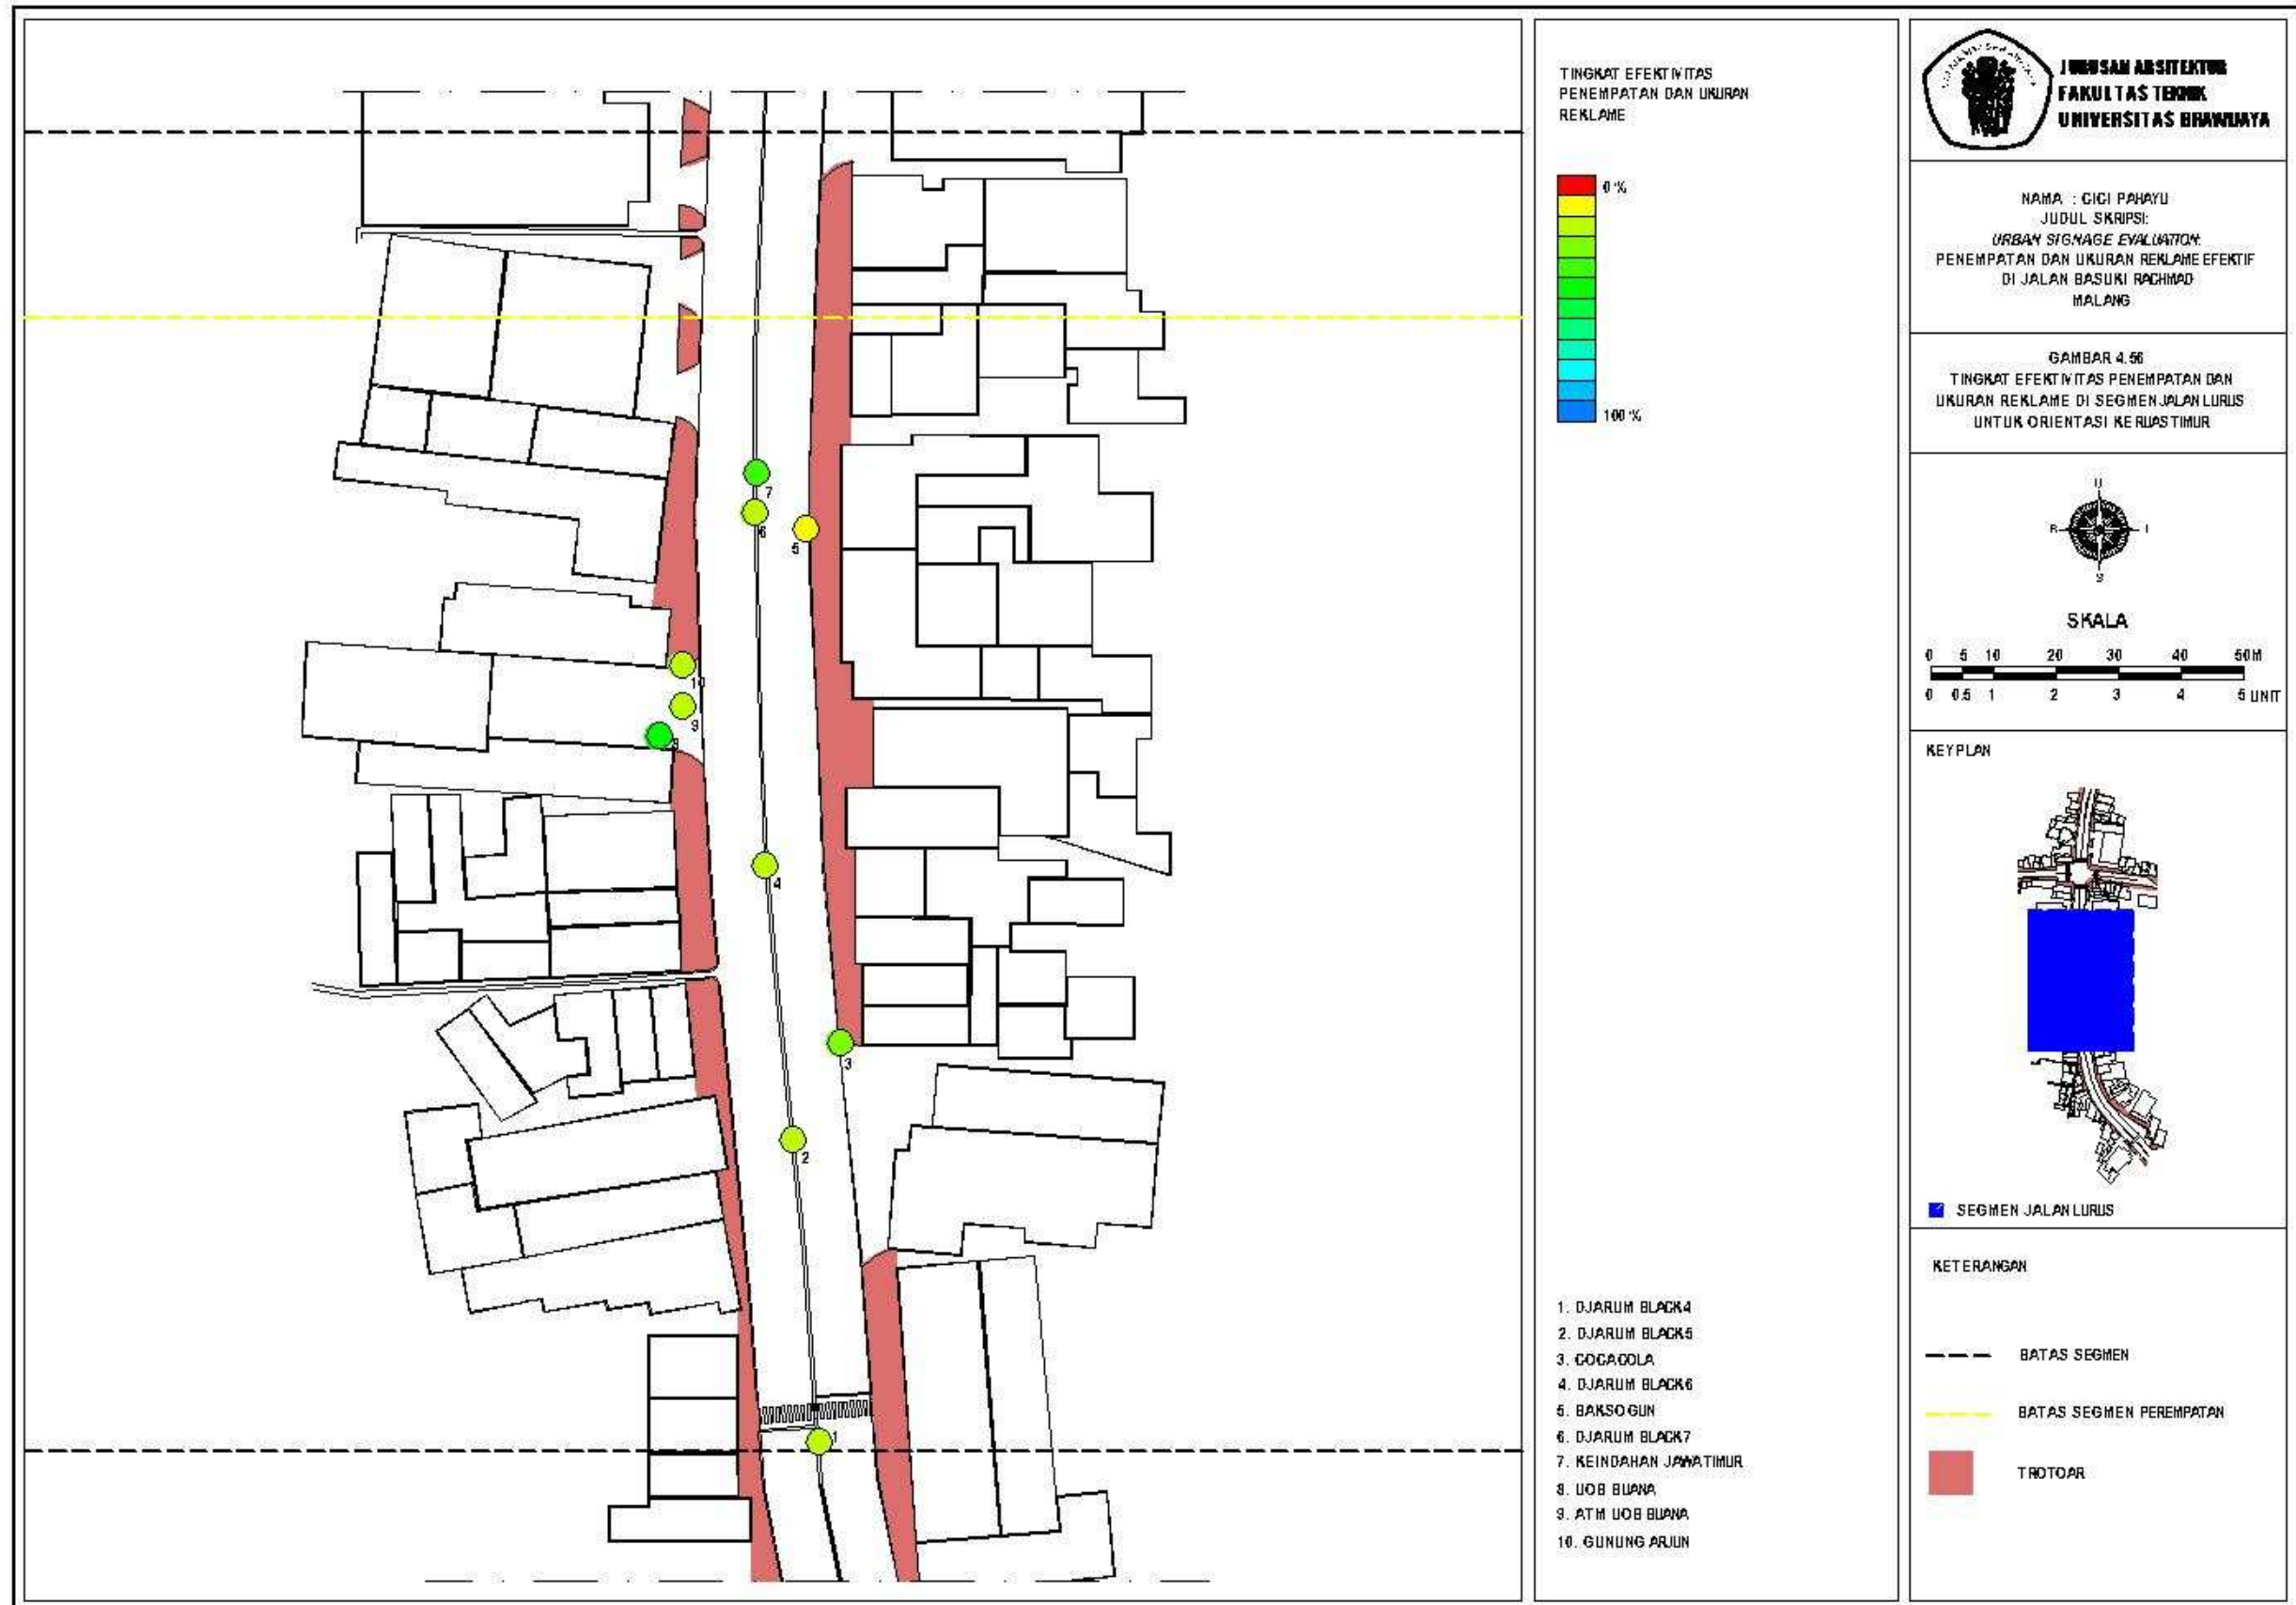 TINGKAT EFEKTIVITAS
PENEMPATAN DAN UKURAN
REKLAME
0 %
100 %
1. DJARUM BLACK4
2. DJARUM BLACK5
3. COCACOLA
4. DJARUM BLACK6
5. BAKSO GUN
6. DJARUM BLACK7
7. KEINDAHAN JAWA TIMUR
8. UOB BUANA
9. ATM UOB BUANA
10. GUNUNG ARJUN
7
6
5
10
9
8
4
3
2
1
JURUSAN ARSITEKTUR
FAKULTAS TEKNIK
UNIVERSITAS BRAWIJAYA
NAMA : CICI PAHAYU
JUDUL SKRIPSI:
URBAN SIGNAGE EVALUATION:
PENEMPATAN DAN UKURAN REKLAME EFEKTIF
DI JALAN BASUKI RACHMAD
MALANG
GAMBAR 4.56
TINGKAT EFEKTIVITAS PENEMPATAN DAN
UKURAN REKLAME DI SEGMEN JALAN LURUS
UNTUK ORIENTASI KE RUAS TIMUR
U
B T
S
SKALA
0 5 10 20 30 40 50M
0 0.5 1 2 3 4 5 UNIT
KEYPLAN
SEGMEN JALAN LURUS
KETERANGAN
BATAS SEGMEN
BATAS SEGMEN PEREMPATAN
TROTOAR